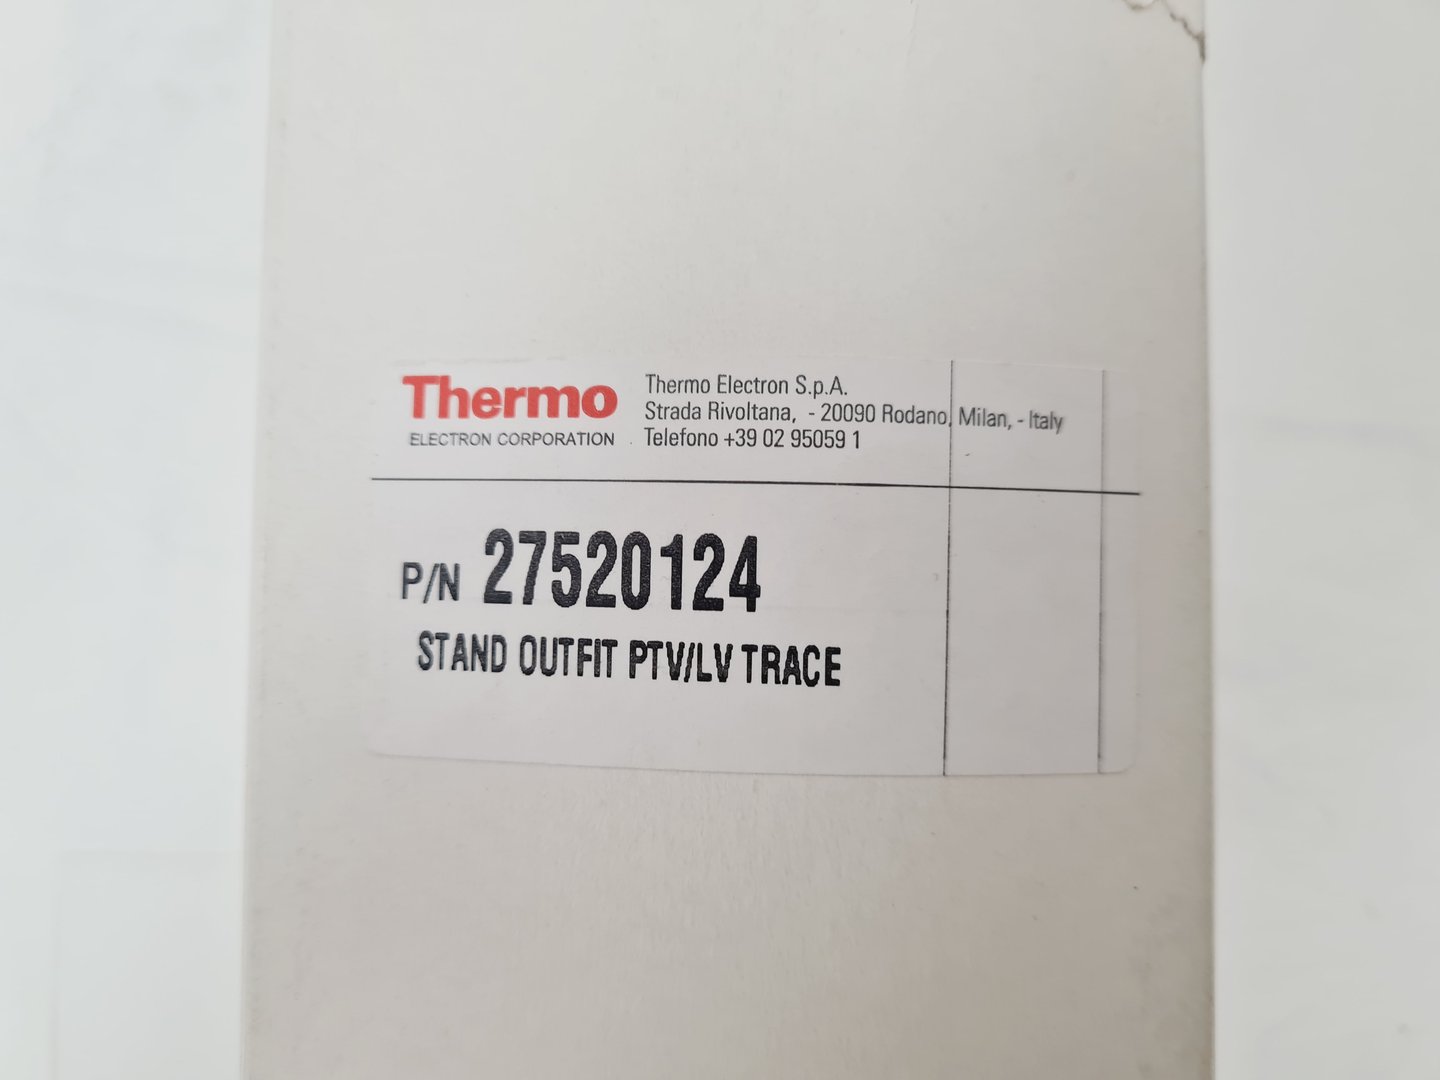 Thermo
ELECTRON CORPORATION
Thermo Electron S.p.A.
Strada Rivoltana, - 20090 Rodano, Milan, - Italy
Telefono +39 02 95059 1
P/N 27520124
STAND OUTFIT PTV/LV TRACE